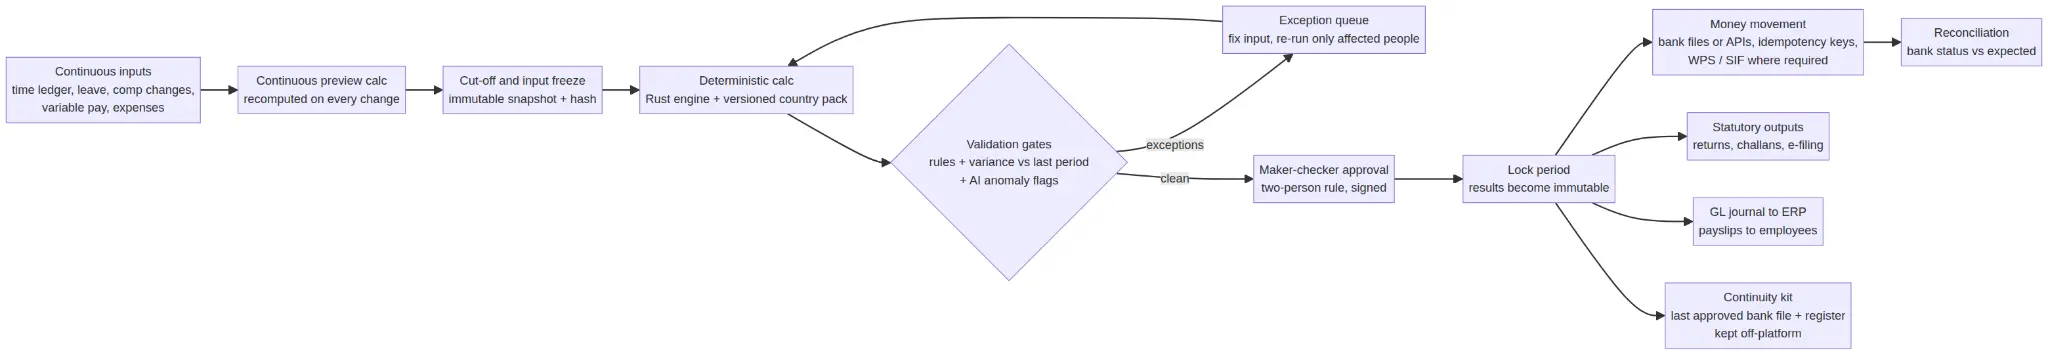 Continuous inputs
time ledger, leave, comp changes,
variable pay, expenses
Continuous preview calc
recomputed on every change
Cut-off and input freeze
immutable snapshot + hash
Deterministic calc
Rust engine + versioned country pack
Validation gates
rules + variance vs last period
+ AI anomaly flags
exceptions
clean
Exception queue
fix input, re-run only affected people
Maker-checker approval
two-person rule, signed
Lock period
results become immutable
Money movement
bank files or APIs, idempotency keys,
WPS / SIF where required
Reconciliation
bank status vs expected
Statutory outputs
returns, challans, e-filing
GL journal to ERP
payslips to employees
Continuity kit
last approved bank file + register
kept off-platform